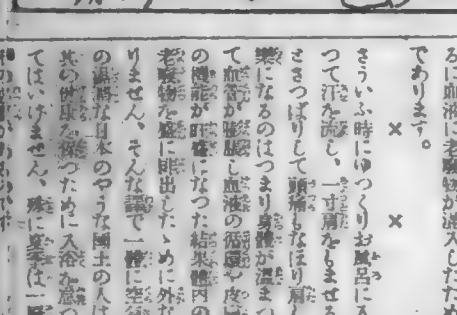 るに血液に老廢物が混入したため
であります。
× ×
さういふ時にゆつくりお風呂に入
つて汗を流し、一寸肩をもませる
とさつぱりして頭痛もなほり肩も
樂になるのはつまり身體が溫まつ
て血管が擴張し血液の循環や皮膚
の機能が旺盛になつた結果體內の
老廢物を盛に排出したゝめに外な
りません、そんな譯で一體に空氣
の濕潤な日本のやうな國土の人は
其の健康を保つために入浴を怠つ
てはいけません、殊に夏季は一層